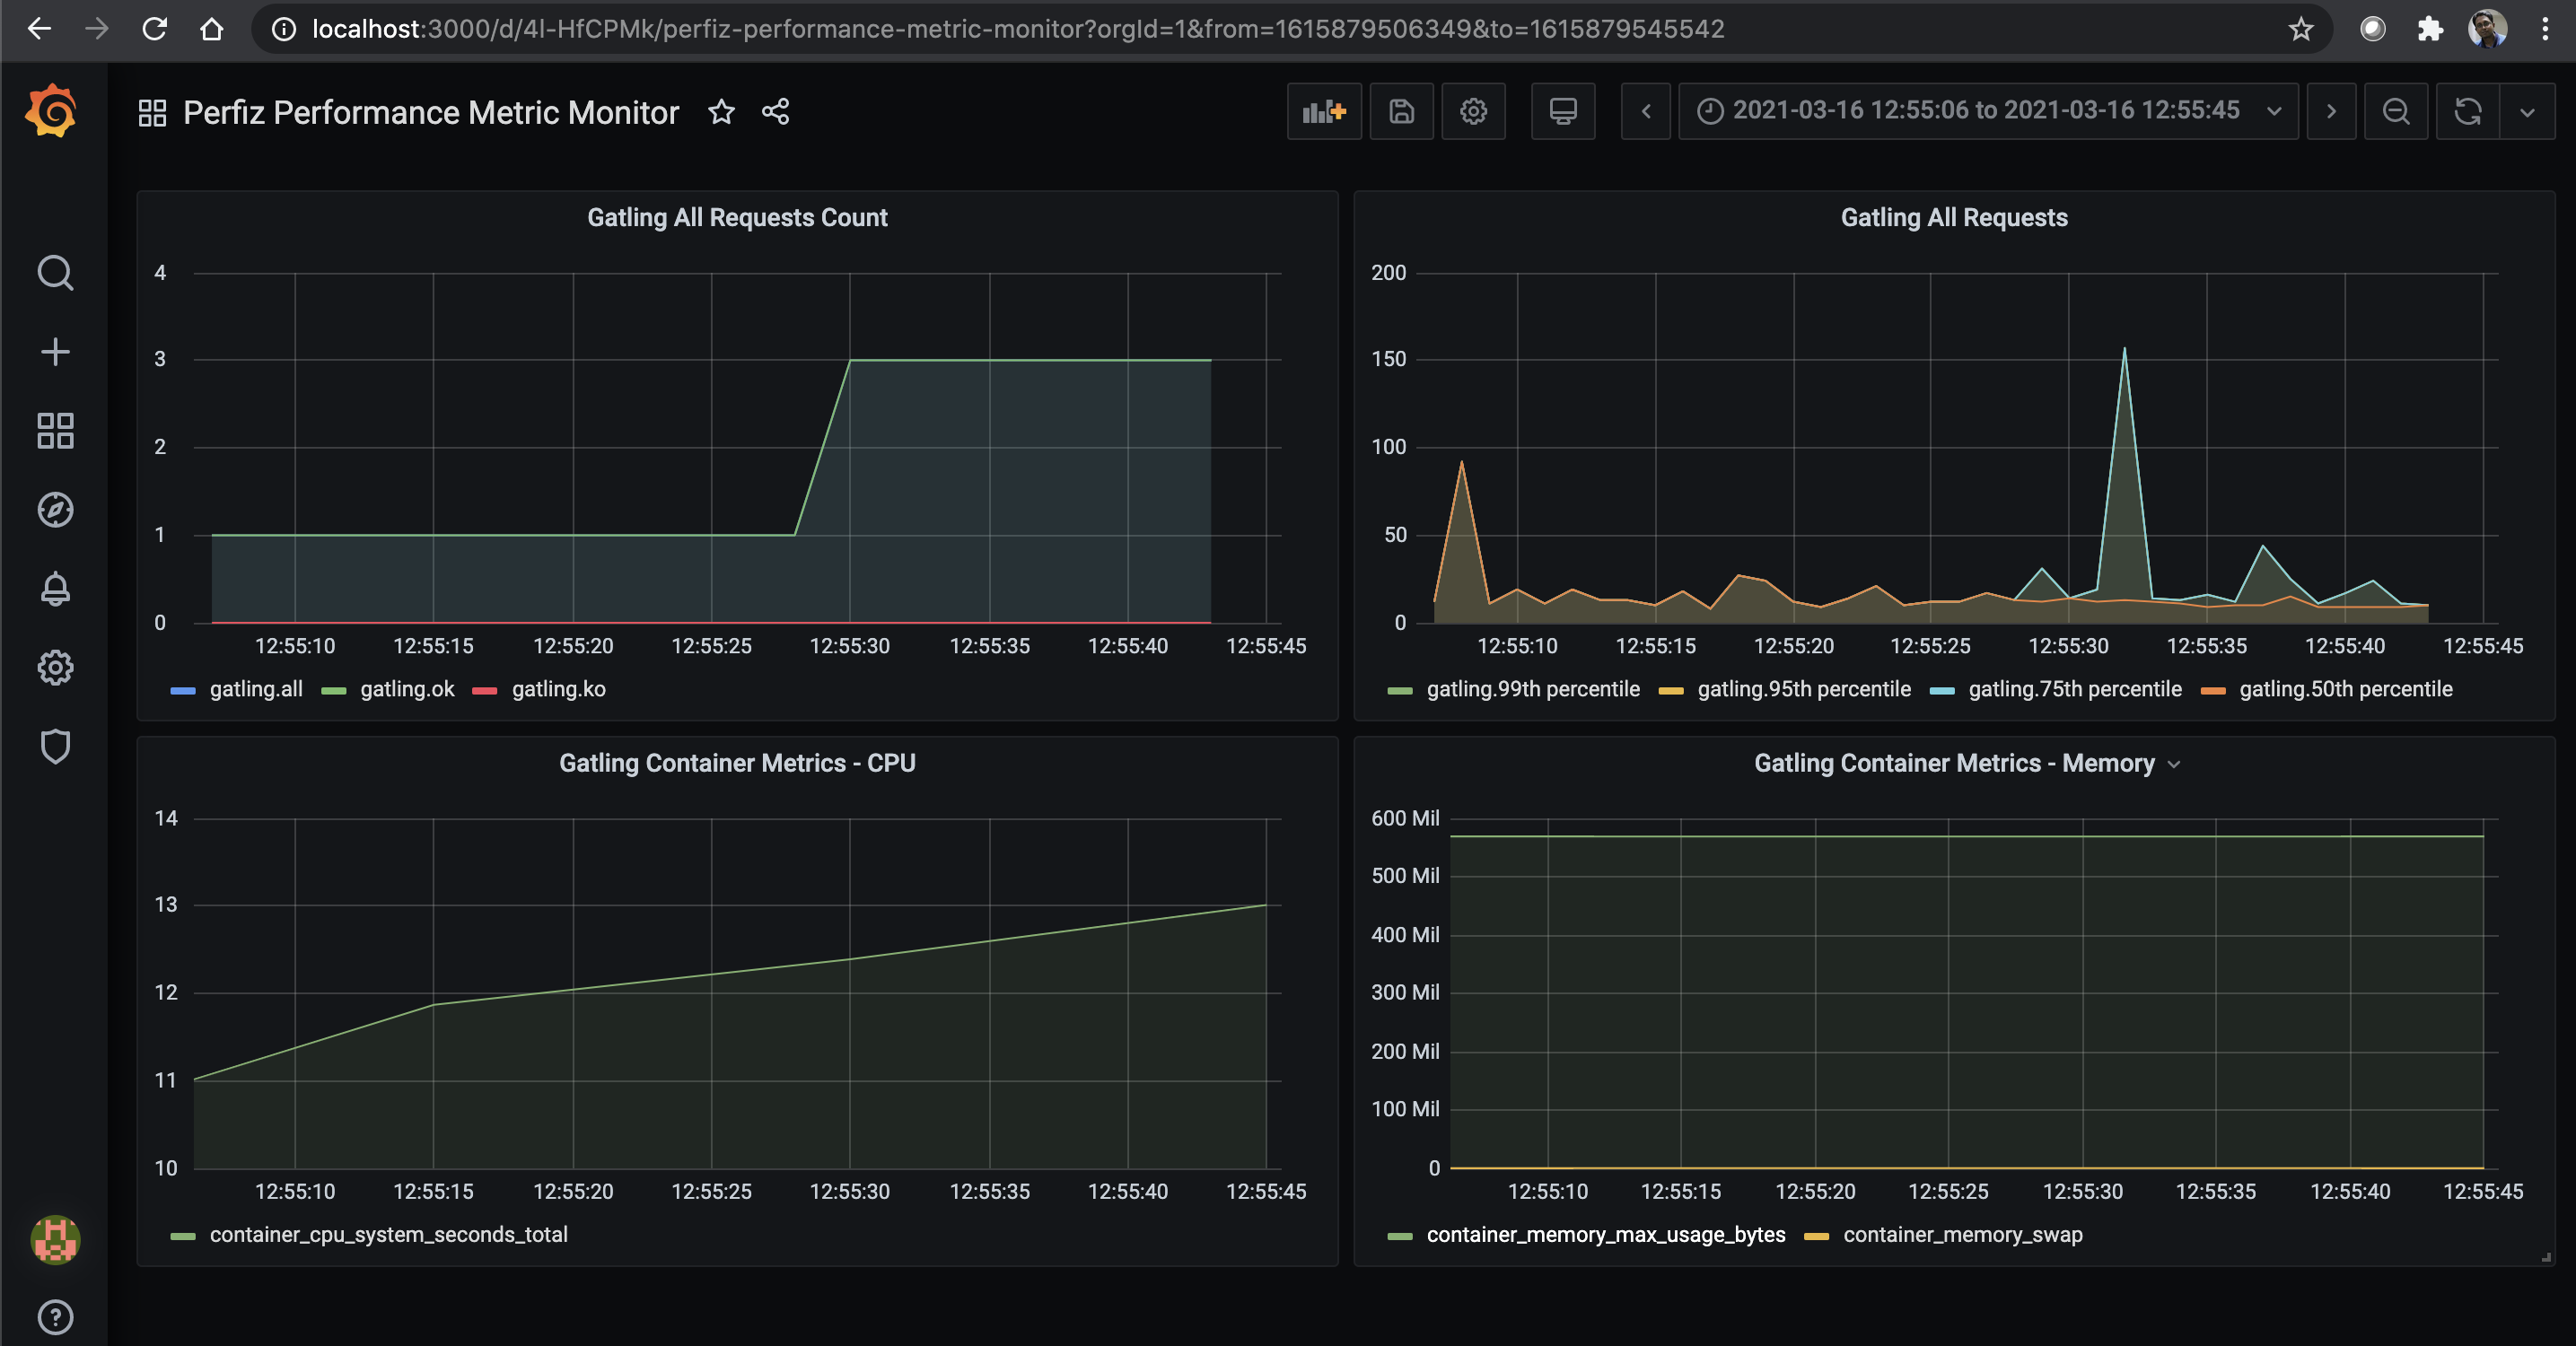 localhost:3000/d/4l-HfCPMk/perfiz-performance-metric-monitor?orgId=1&from=1615879506349&to=1615879545542
Perfiz Performance Metric Monitor
2021-03-16 12:55:06 to 2021-03-16 12:55:45
Gatling All Requests Count
4
3
2
1
0
12:55:10 12:55:15 12:55:20 12:55:25 12:55:30 12:55:35 12:55:40 12:55:45
gatling.all gatling.ok gatling.ko
Gatling All Requests
200
150
100
50
0
12:55:10 12:55:15 12:55:20 12:55:25 12:55:30 12:55:35 12:55:40 12:55:45
gatling.99th percentile gatling.95th percentile gatling.75th percentile gatling.50th percentile
Gatling Container Metrics - CPU
14
13
12
11
10
12:55:10 12:55:15 12:55:20 12:55:25 12:55:30 12:55:35 12:55:40 12:55:45
container_cpu_system_seconds_total
Gatling Container Metrics - Memory
600 Mil
500 Mil
400 Mil
300 Mil
200 Mil
100 Mil
0
12:55:10 12:55:15 12:55:20 12:55:25 12:55:30 12:55:35 12:55:40 12:55:45
container_memory_max_usage_bytes container_memory_swap